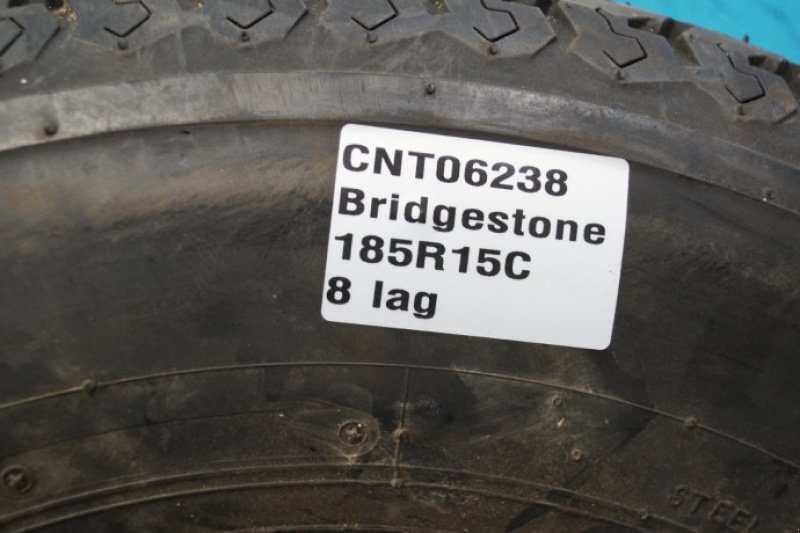 CNT06238
Bridgestone
185R15C
8 lag
STEEL